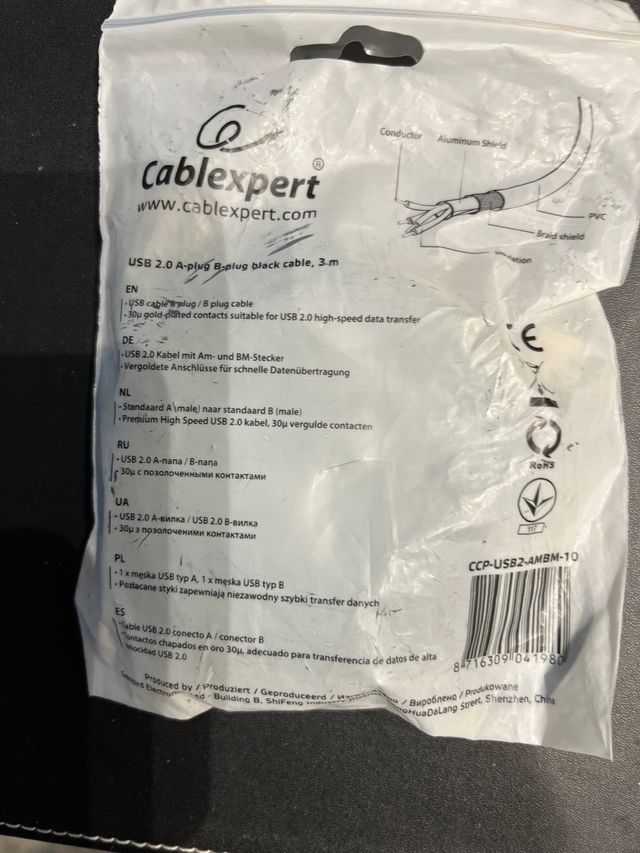 Cablexpert®
www.cablexpert.com
Conductor
Aluminum Shield
PVC
Braid shield
USB 2.0 A-plug B-plug black cable, 3 m
EN
· USB cable A plug / B plug cable
· 30µ gold-plated contacts suitable for USB 2.0 high-speed data transfer
DE
· USB 2.0 Kabel mit Am- und BM-Stecker
· Vergoldete Anschlüsse für schnelle Datenübertragung
NL
· Standaard A (male) naar standaard B (male)
· Premium High Speed USB 2.0 kabel, 30µ vergulde contacten
RU
· USB 2.0 А-папа / В-папа
· 30µ с позолоченными контактами
UA
· USB 2.0 А-вилка / USB 2.0 В-вилка
· 30µ з позолоченими контактами
PL
· 1 x męska USB typ A, 1 x męska USB typ B
· Pozłacane styki zapewniają niezawodny szybki transfer danych
ES
· Cable USB 2.0 conecto A / conector B
· Contactos chapados en oro 30µ, adecuado para transferencia de datos de alta
velocidad USB 2.0
CE
RoHS
CCP-USB2-AMBM-10
8 716309 041980
Produced by / Produziert / Geproduceerd / / Вироблено / Produkowane
Building B, ShiFeng Street, Shenzhen, China